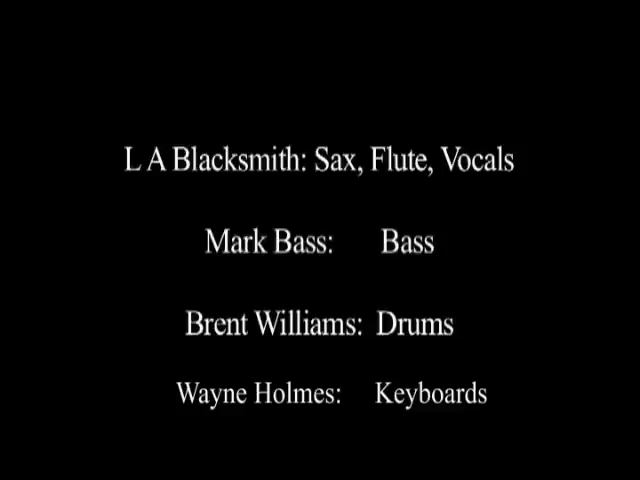 L A Blacksmith: Sax, Flute, Vocals
Mark Bass: Bass
Brent Williams: Drums
Wayne Holmes: Keyboards